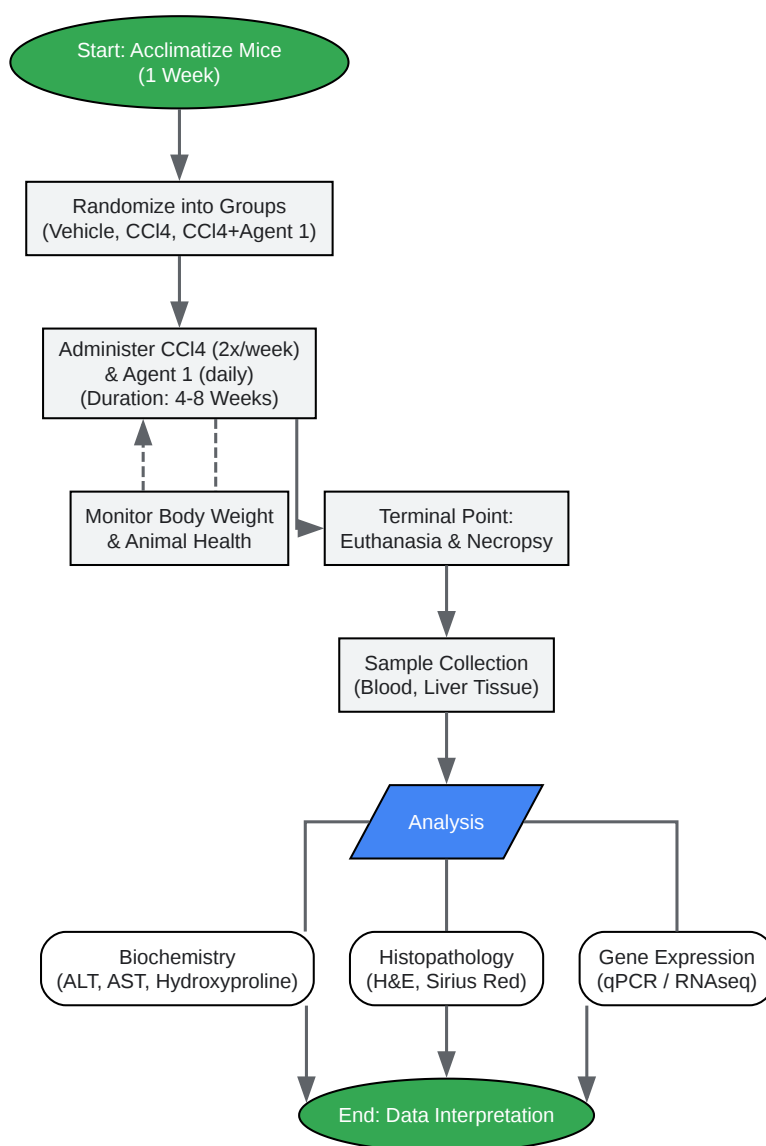 Start: Acclimatize Mice
(1 Week)
Randomize into Groups
(Vehicle, CCl4, CCl4+Agent 1)
Administer CCl4 (2x/week)
& Agent 1 (daily)
(Duration: 4-8 Weeks)
Monitor Body Weight
& Animal Health
Terminal Point:
Euthanasia & Necropsy
Sample Collection
(Blood, Liver Tissue)
Analysis
Biochemistry
(ALT, AST, Hydroxyproline)
Histopathology
(H&E, Sirius Red)
Gene Expression
(qPCR / RNAseq)
End: Data Interpretation